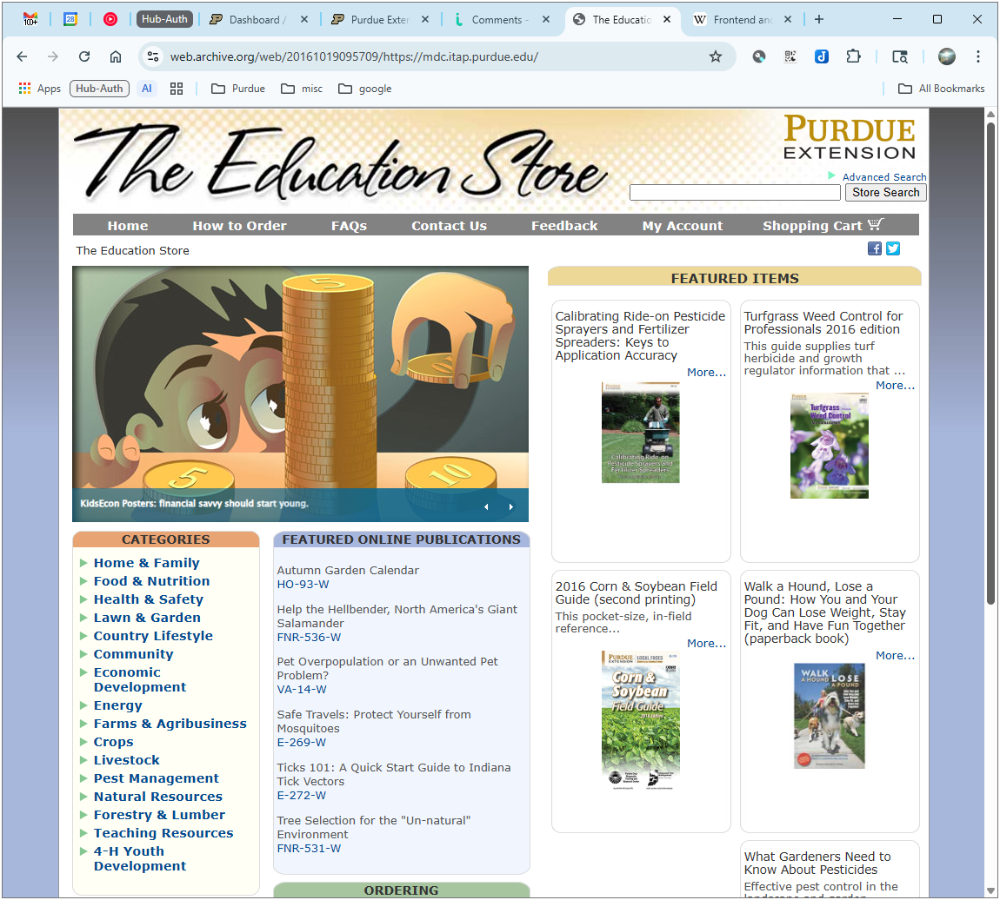 100+
28
Hub-Auth
Dashboard /
Purdue Exter
Comments -
The Educatio
Frontend and
web.archive.org/web/20161019095709/https://mdc.itap.purdue.edu/
Apps
Hub-Auth
AI
Purdue
misc
google
All Bookmarks
The Education Store
PURDUE
EXTENSION
Advanced Search
Store Search
Home
How to Order
FAQs
Contact Us
Feedback
My Account
Shopping Cart
The Education Store
5
10
5
10
KidsEcon Posters: financial savvy should start young.
CATEGORIES
Home & Family
Food & Nutrition
Health & Safety
Lawn & Garden
Country Lifestyle
Community
Economic
Development
Energy
Farms & Agribusiness
Crops
Livestock
Pest Management
Natural Resources
Forestry & Lumber
Teaching Resources
4-H Youth
Development
FEATURED ONLINE PUBLICATIONS
Autumn Garden Calendar
HO-93-W
Help the Hellbender, North America's Giant
Salamander
FNR-536-W
Pet Overpopulation or an Unwanted Pet
Problem?
VA-14-W
Safe Travels: Protect Yourself from
Mosquitoes
E-269-W
Ticks 101: A Quick Start Guide to Indiana
Tick Vectors
E-272-W
Tree Selection for the "Un-natural"
Environment
FNR-531-W
ORDERING
FEATURED ITEMS
Calibrating Ride-on Pesticide
Sprayers and Fertilizer
Spreaders: Keys to
Application Accuracy
More...
PURDUE
Calibrating Ride-on
Pesticide Sprayers and
Fertilizer Spreaders
Turfgrass Weed Control for
Professionals 2016 edition
This guide supplies turf
herbicide and growth
regulator information that ...
More...
PURDUE
Turfgrass
Weed Control
2016 Corn & Soybean Field
Guide (second printing)
This pocket-size, in-field
reference...
More...
PURDUE
EXTENSION
LOCAL FACES
Corn &
Soybean
Field Guide
2016 Edition
Walk a Hound, Lose a
Pound: How You and Your
Dog Can Lose Weight, Stay
Fit, and Have Fun Together
(paperback book)
More...
WALK LOSE
A HOUND A POUND
What Gardeners Need to
Know About Pesticides
Effective pest control in the
landscape and garden